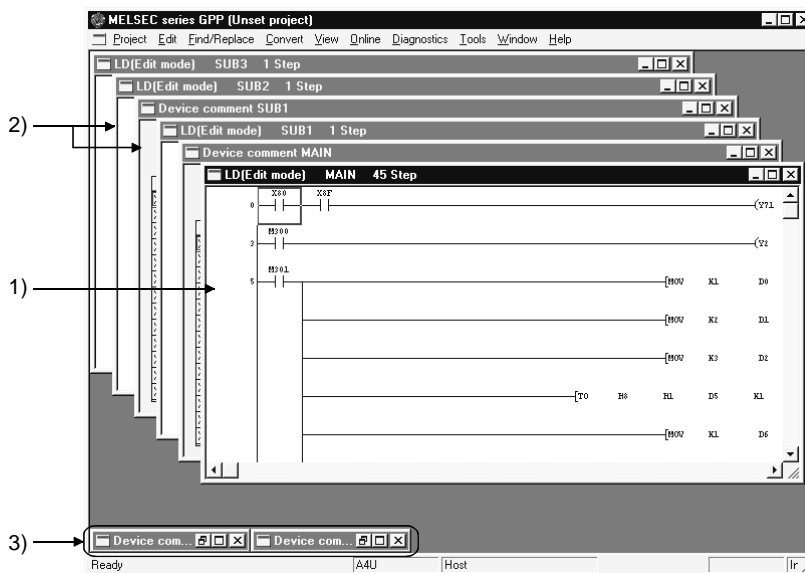 MELSEC series GPP (Unset project)
Project Edit Find/Replace Convert View Online Diagnostics Tools Window Help
LD(Edit mode) SUB3 1 Step
LD(Edit mode) SUB2 1 Step
2)
Device comment SUB1
LD(Edit mode) SUB1 1 Step
Device comment MAIN
LD(Edit mode) MAIN 45 Step
X80 X8F
0 (Y71
M300
3 (Y2
M301
1)
5 [MOV K1 D0
[MOV K2 D1
[MOV K3 D2
[TO H8 H1 D5 K1
[MOV K1 D6
3)
Device com... Device com...
Ready A4U Host Ir